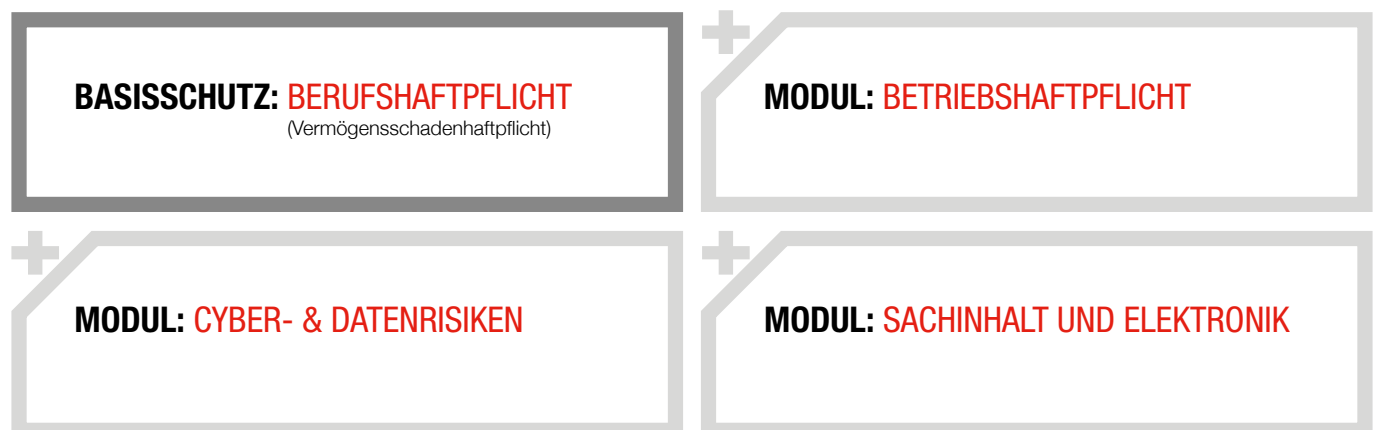 BASISSCHUTZ: BERUFSHAFTPFLICHT
(Vermögensschadenhaftpflicht)
MODUL: BETRIEBSHAFTPFLICHT
MODUL: CYBER- & DATENRISIKEN
MODUL: SACHINHALT UND ELEKTRONIK